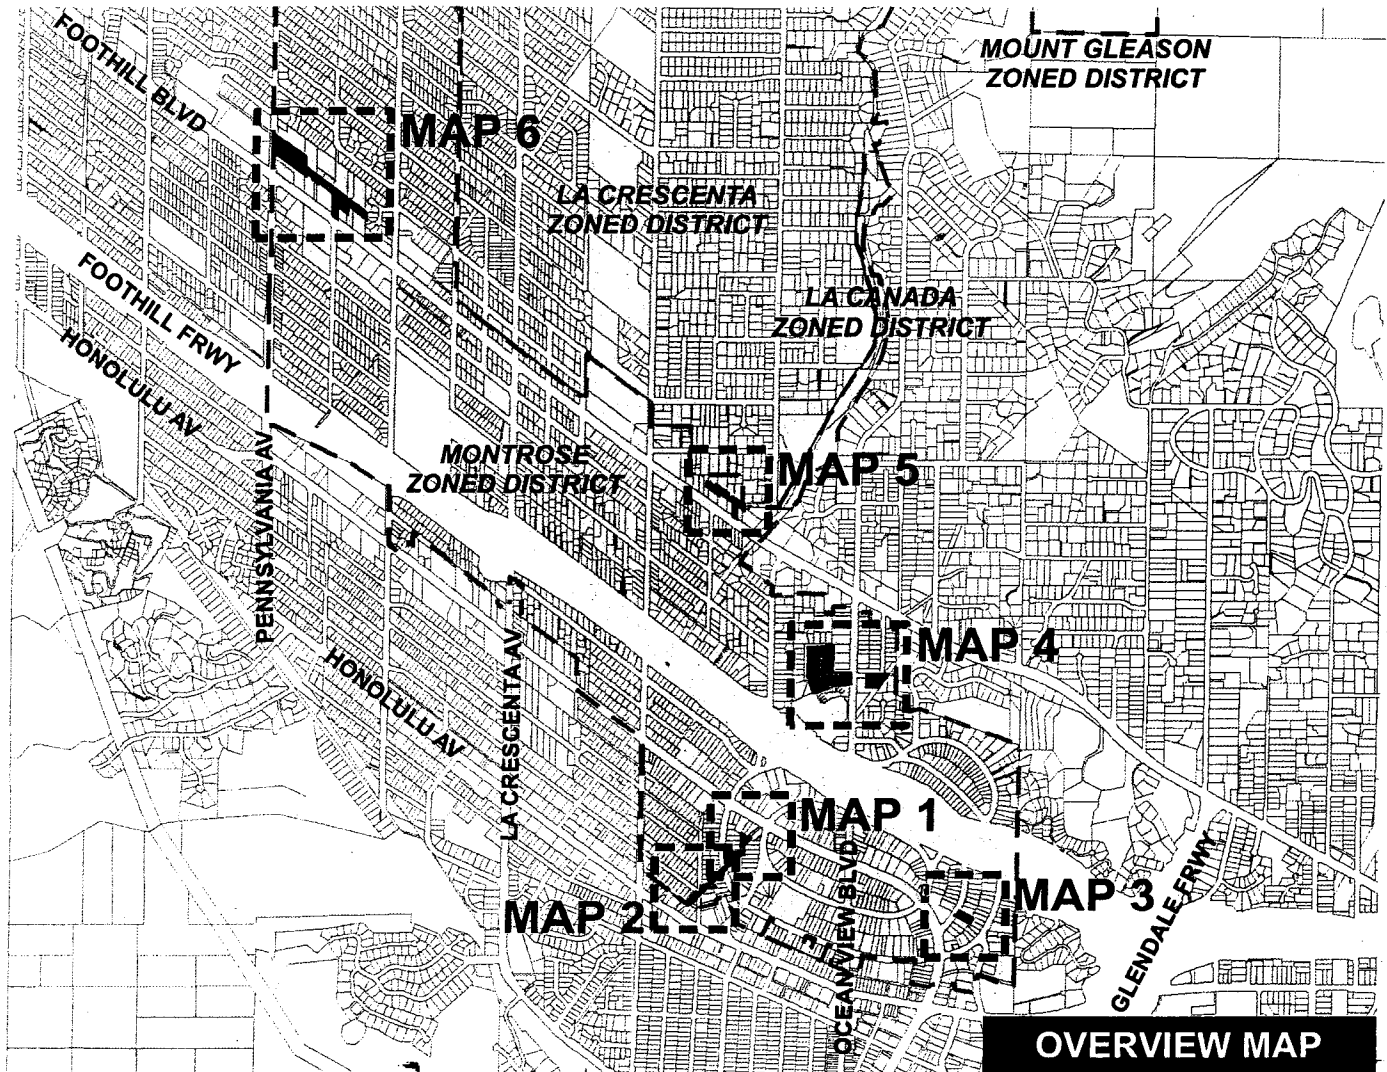 FOOTHILL BLVD
MOUNT GLEASON
ZONED DISTRICT
MAP 6
LA CRESCENTA
ZONED DISTRICT
FOOTHILL FRWY
LA CANADA
ZONED DISTRICT
HONOLULU AV
MONTROSE
ZONED DISTRICT
MAP 5
PENNSYLVANIA AV
MAP 4
HONOLULU AV
LA CRESCENTA AV
MAP 1
MAP 2
OCEAN VIEW BLVD
MAP 3
GLENDALE FRWY
OVERVIEW MAP